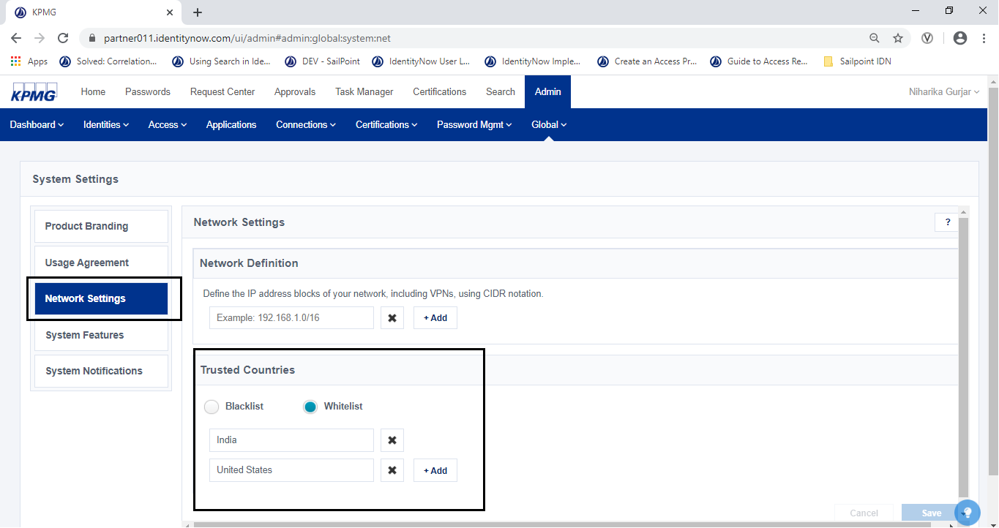 KPMG
partner011.identitynow.com/ui/admin#admin:global:system:net
Apps Solved: Correlation... Using Search in Ide... DEV - SailPoint IdentityNow User L... IdentityNow Imple... Create an Access Pr... Guide to Access Re... Sailpoint IDN
KPMG Home Passwords Request Center Approvals Task Manager Certifications Search Admin Niharika Gurjar
Dashboard Identities Access Applications Connections Certifications Password Mgmt Global
System Settings
Product Branding
Usage Agreement
Network Settings
System Features
System Notifications
Network Settings ?
Network Definition
Define the IP address blocks of your network, including VPNs, using CIDR notation.
Example: 192.168.1.0/16 ✖ + Add
Trusted Countries
Blacklist Whitelist
India ✖
United States ✖ + Add
Cancel Save